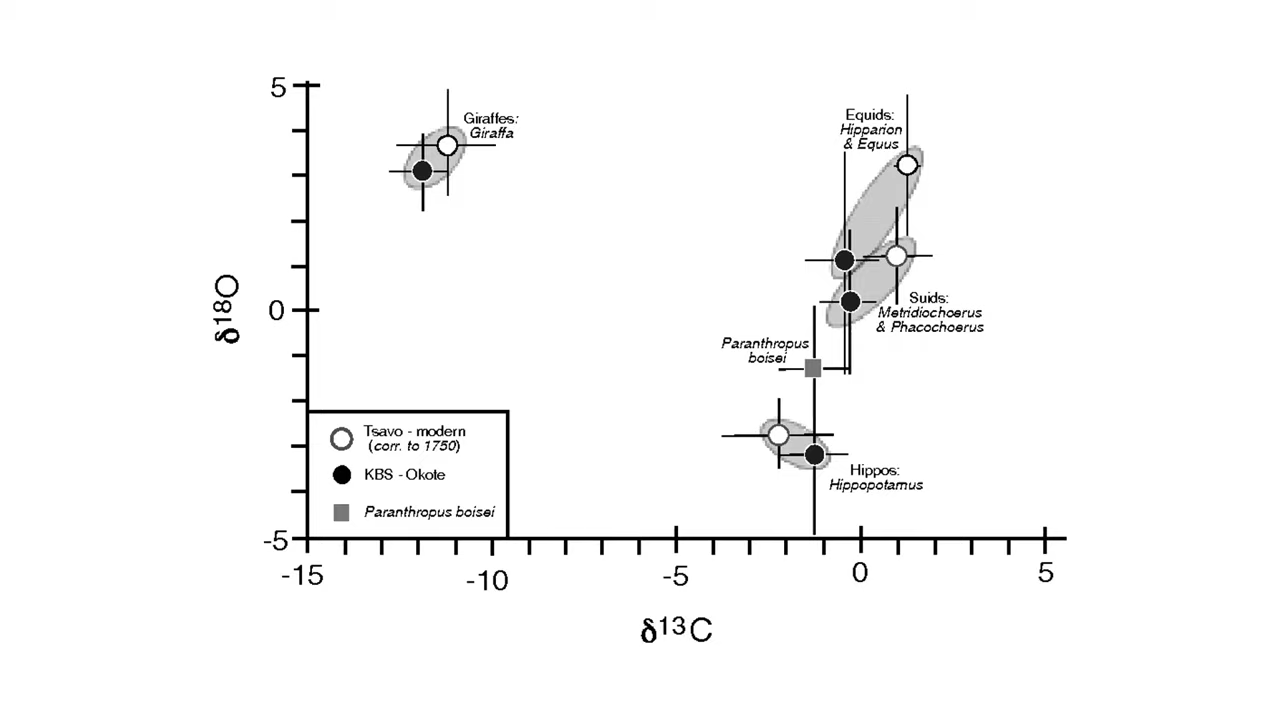 5
Giraffes:
Giraffa
Equids:
Hipparion
& Equus
δ18O
0
Suids:
Metridiochoerus
& Phacochoerus
Paranthropus
boisei
Tsavo - modern
(corr. to 1750)
KBS - Okote
Paranthropus boisei
Hippos:
Hippopotamus
-5
-15
-10
-5
0
5
δ13C